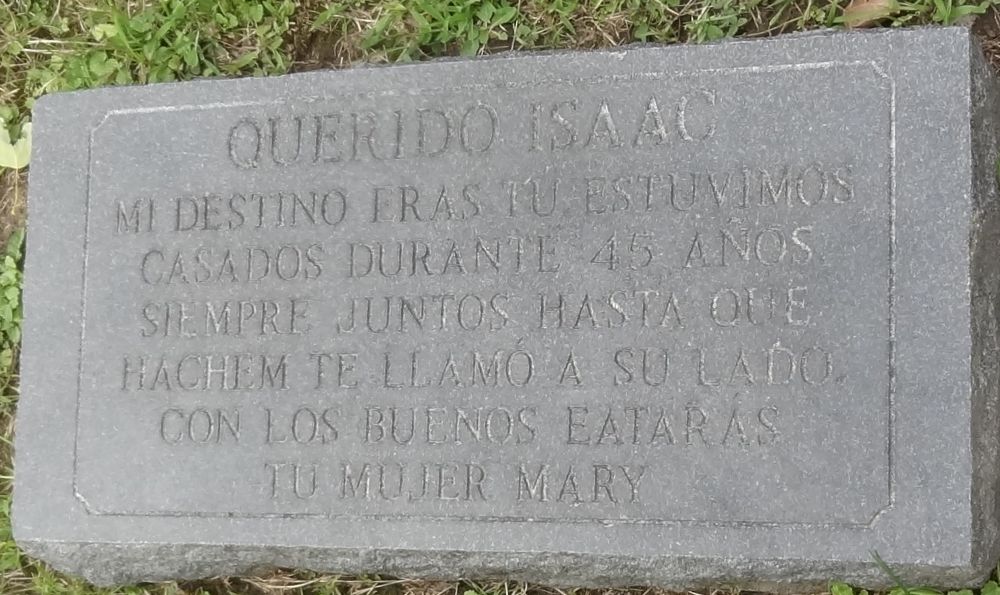 QUERIDO ISAAC
MI DESTINO ERAS TÚ. ESTUVIMOS
CASADOS DURANTE 45 AÑOS.
SIEMPRE JUNTOS HASTA QUE
HACHEM TE LLAMÓ A SU LADO.
CON LOS BUENOS EATARÁS
TU MUJER MARY